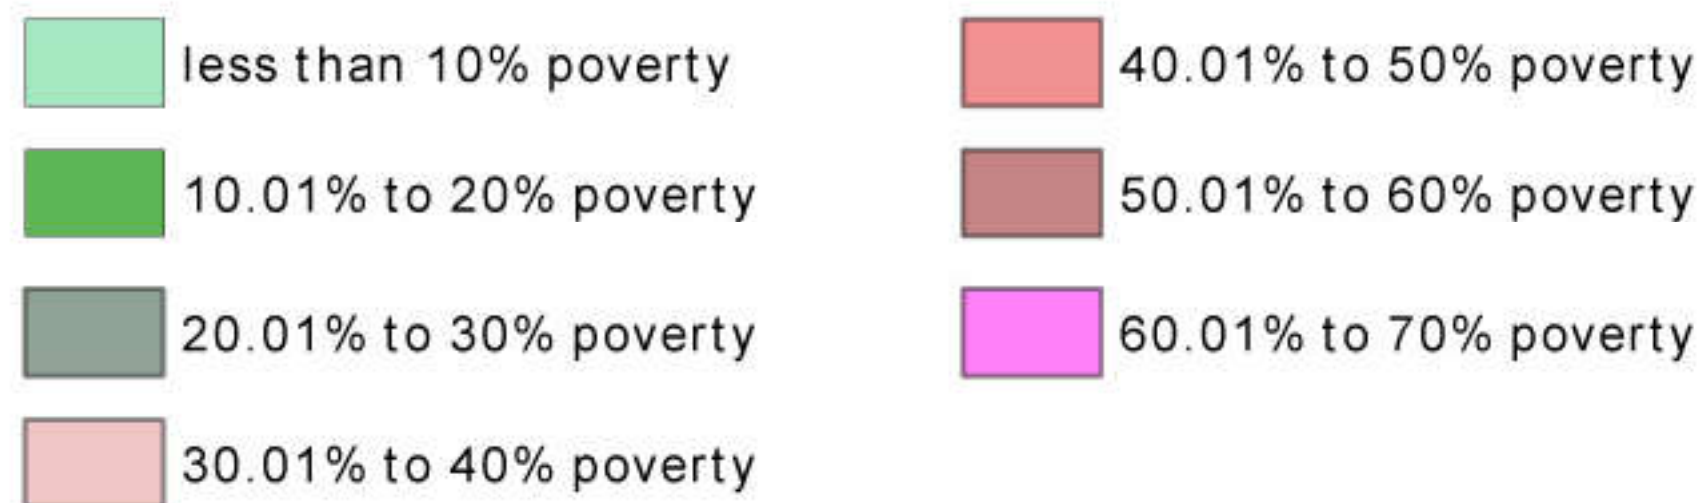 less than 10% poverty
10.01% to 20% poverty
20.01% to 30% poverty
30.01% to 40% poverty
40.01% to 50% poverty
50.01% to 60% poverty
60.01% to 70% poverty